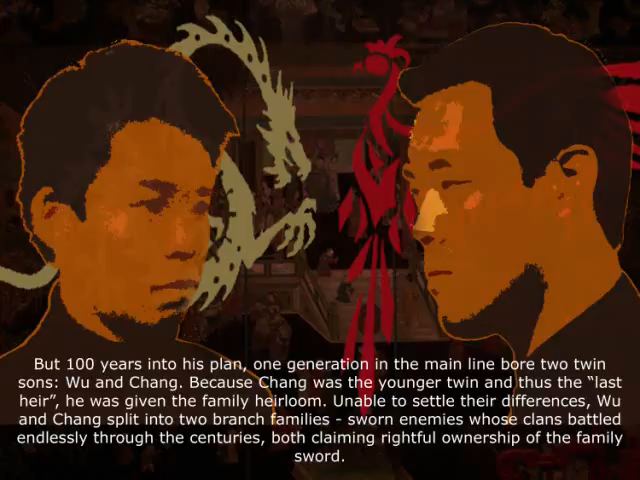 But 100 years into his plan, one generation in the main line bore two twin
sons: Wu and Chang. Because Chang was the younger twin and thus the “last
heir”, he was given the family heirloom. Unable to settle their differences, Wu
and Chang split into two branch families - sworn enemies whose clans battled
endlessly through the centuries, both claiming rightful ownership of the family
sword.